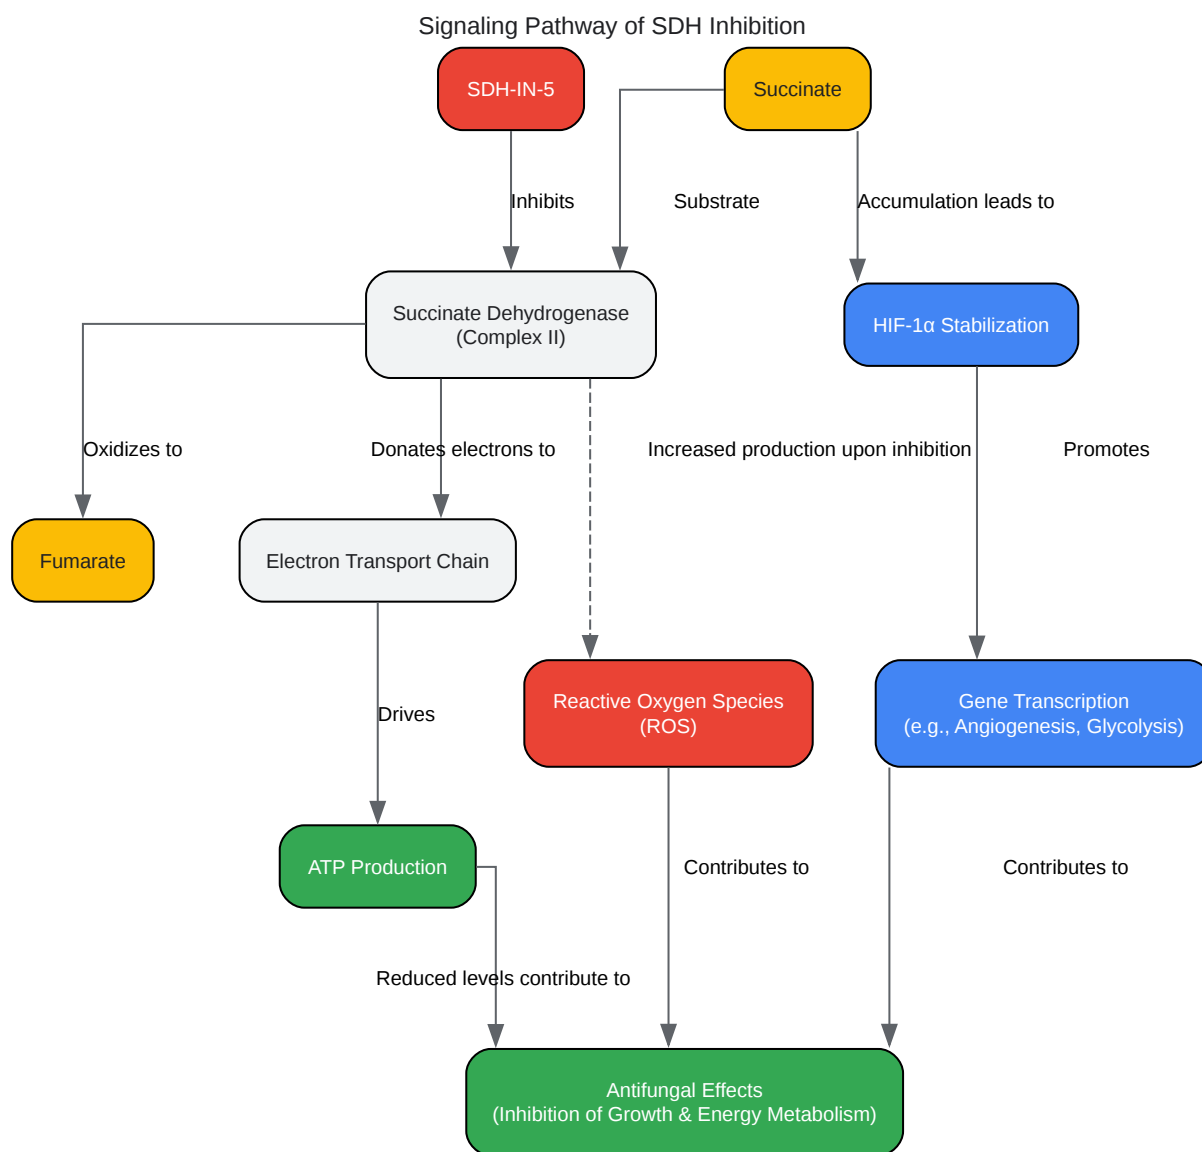 Signaling Pathway of SDH Inhibition
SDH-IN-5
Succinate
Inhibits
Substrate
Accumulation leads to
Succinate Dehydrogenase
(Complex II)
HIF-1α Stabilization
Oxidizes to
Donates electrons to
Increased production upon inhibition
Promotes
Fumarate
Electron Transport Chain
Reactive Oxygen Species
(ROS)
Gene Transcription
(e.g., Angiogenesis, Glycolysis)
Drives
ATP Production
Contributes to
Contributes to
Reduced levels contribute to
Antifungal Effects
(Inhibition of Growth & Energy Metabolism)